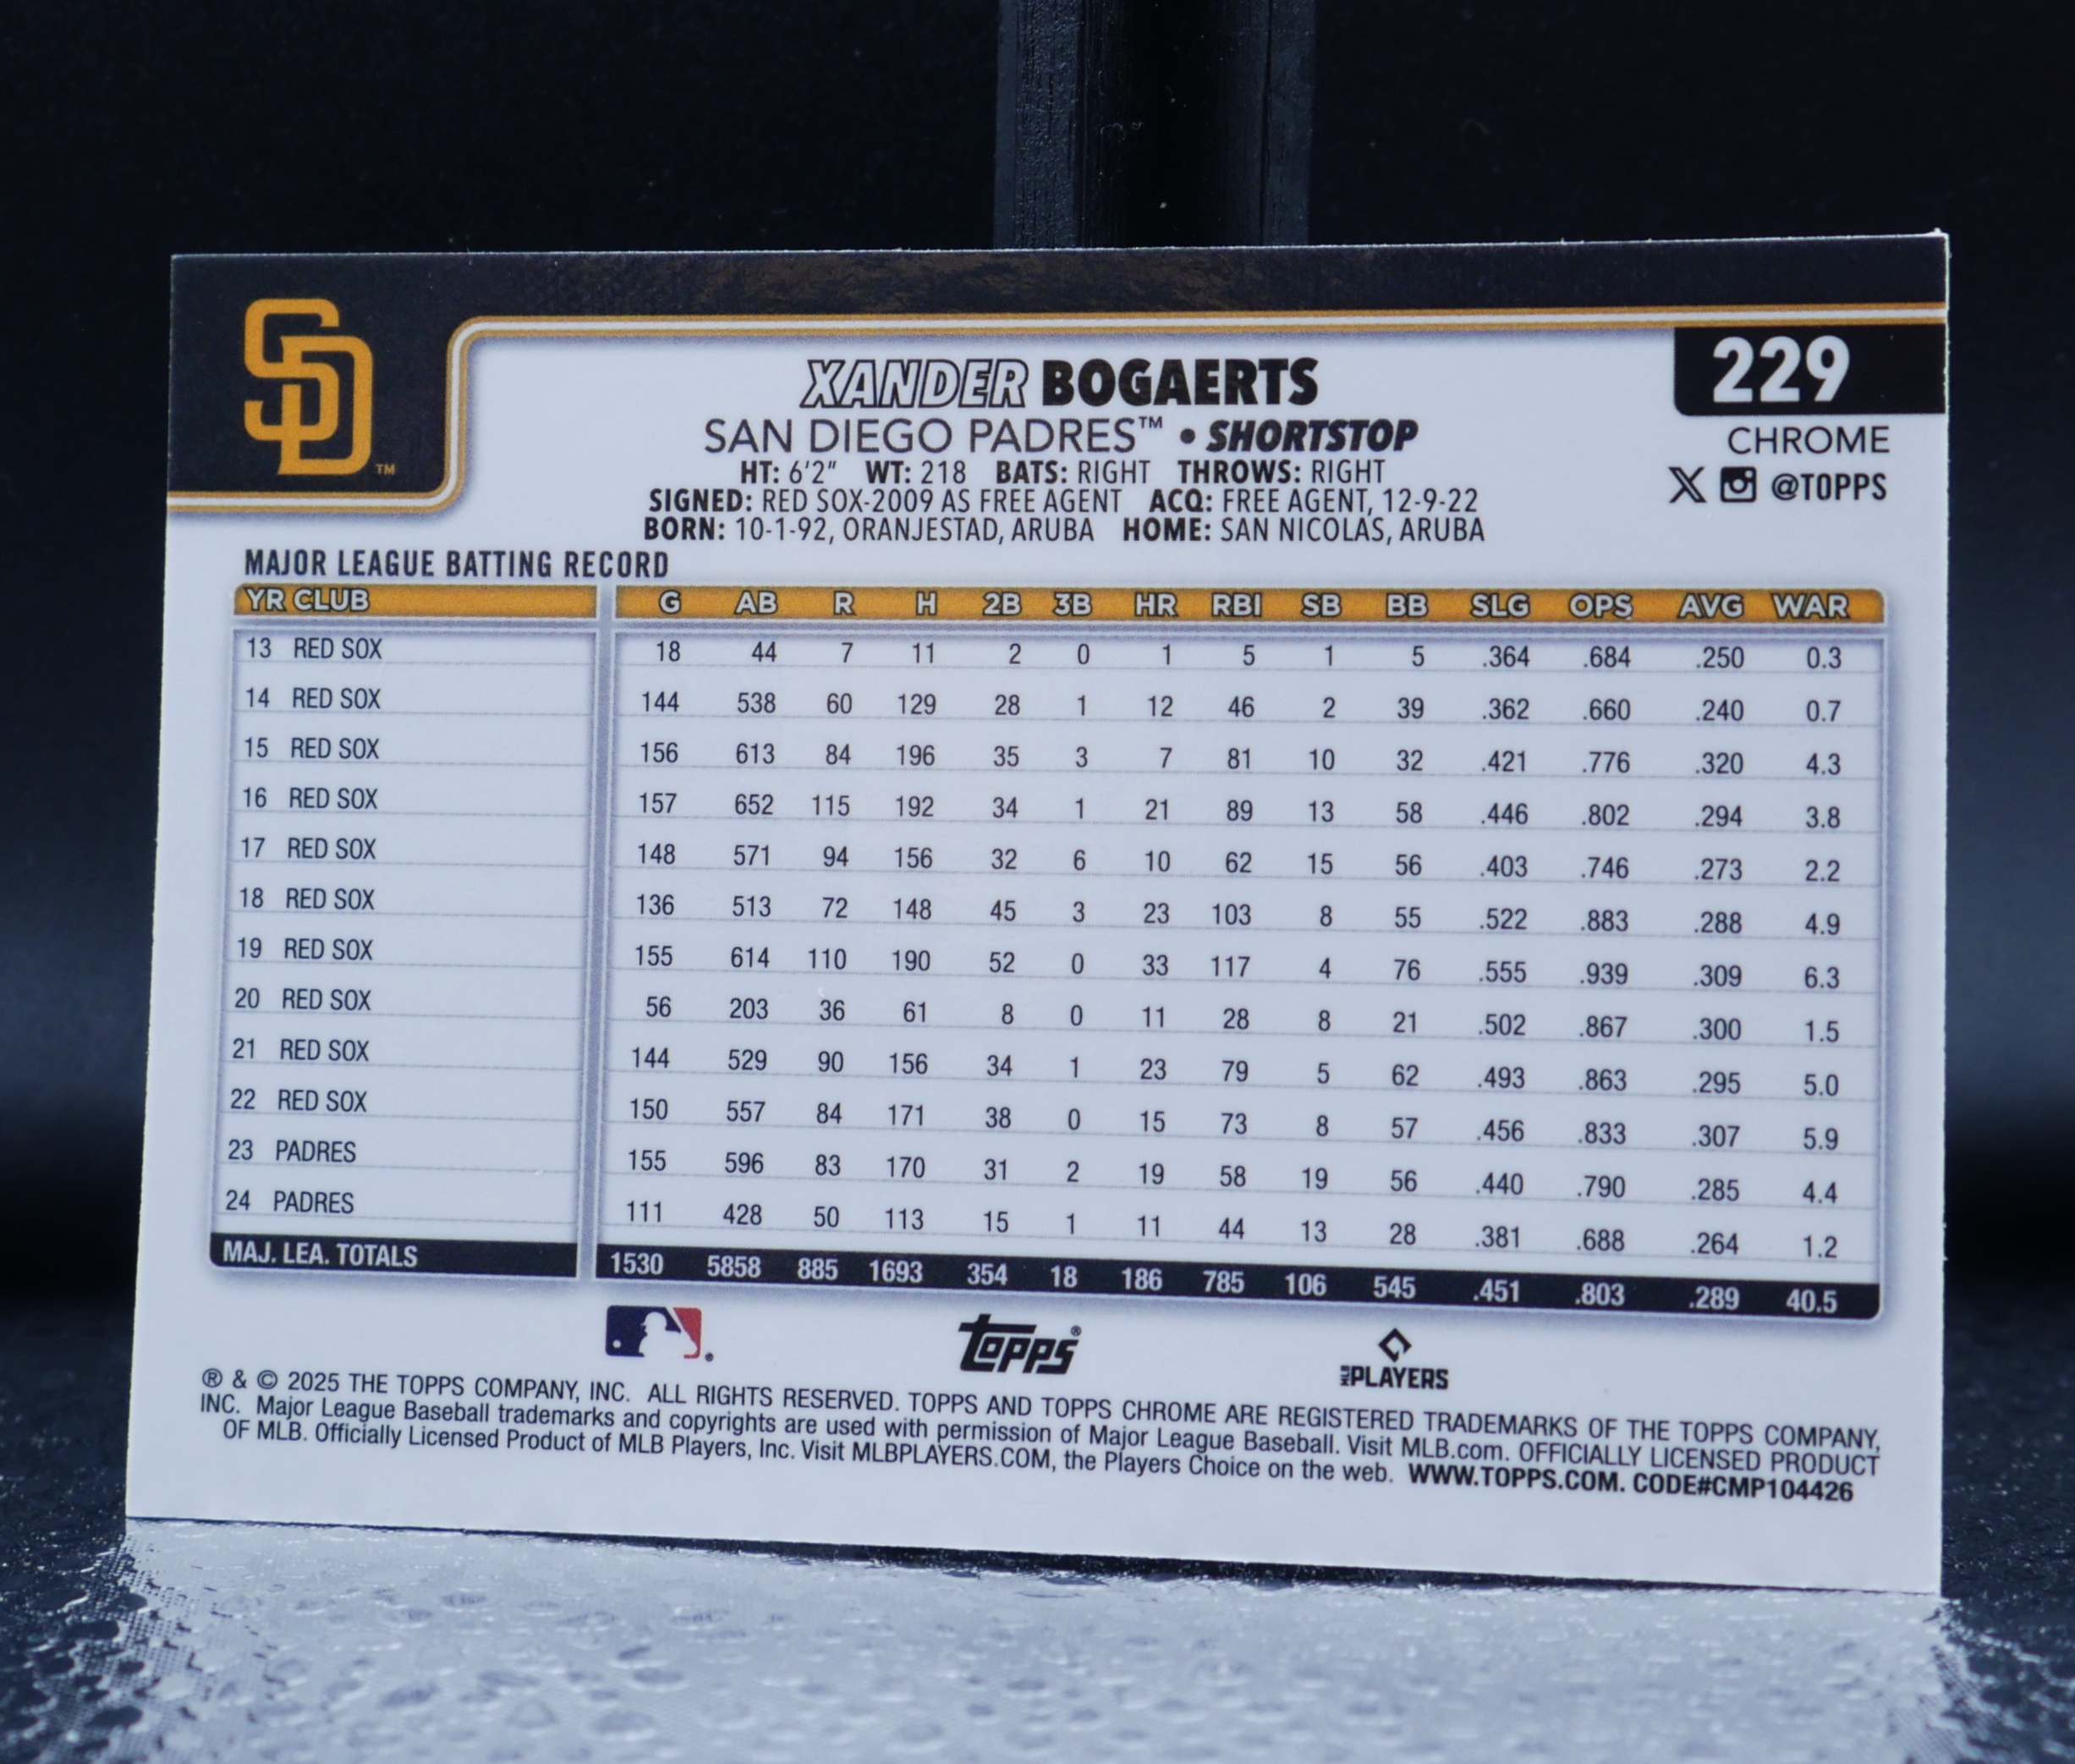 SD™
XANDER BOGAERTS
229
SAN DIEGO PADRES™ • SHORTSTOP
CHROME
HT: 6'2" WT: 218 BATS: RIGHT THROWS: RIGHT
@TOPPS
SIGNED: RED SOX-2009 AS FREE AGENT ACQ: FREE AGENT, 12-9-22
BORN: 10-1-92, ORANJESTAD, ARUBA HOME: SAN NICOLAS, ARUBA
MAJOR LEAGUE BATTING RECORD
YR CLUB G AB R H 2B 3B HR RBI SB BB SLG OPS AVG WAR
13 RED SOX 18 44 7 11 2 0 1 5 1 5 .364 .684 .250 0.3
14 RED SOX 144 538 60 129 28 1 12 46 2 39 .362 .660 .240 0.7
15 RED SOX 156 613 84 196 35 3 7 81 10 32 .421 .776 .320 4.3
16 RED SOX 157 652 115 192 34 1 21 89 13 58 .446 .802 .294 3.8
17 RED SOX 148 571 94 156 32 6 10 62 15 56 .403 .746 .273 2.2
18 RED SOX 136 513 72 148 45 3 23 103 8 55 .522 .883 .288 4.9
19 RED SOX 155 614 110 190 52 0 33 117 4 76 .555 .939 .309 6.3
20 RED SOX 56 203 36 61 8 0 11 28 8 21 .502 .867 .300 1.5
21 RED SOX 144 529 90 156 34 1 23 79 5 62 .493 .863 .295 5.0
22 RED SOX 150 557 84 171 38 0 15 73 8 57 .456 .833 .307 5.9
23 PADRES 155 596 83 170 31 2 19 58 19 56 .440 .790 .285 4.4
24 PADRES 111 428 50 113 15 1 11 44 13 28 .381 .688 .264 1.2
MAJ. LEA. TOTALS 1530 5858 885 1693 354 18 186 785 106 545 .451 .803 .289 40.5
topps®
MLB PLAYERS
® & © 2025 THE TOPPS COMPANY, INC. ALL RIGHTS RESERVED. TOPPS AND TOPPS CHROME ARE REGISTERED TRADEMARKS OF THE TOPPS COMPANY,
INC. Major League Baseball trademarks and copyrights are used with permission of Major League Baseball. Visit MLB.com. OFFICIALLY LICENSED PRODUCT
OF MLB. Officially Licensed Product of MLB Players, Inc. Visit MLBPLAYERS.COM, the Players Choice on the web. WWW.TOPPS.COM. CODE#CMP104426